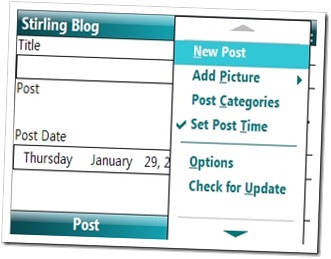 Stirling Blog
Title
Post
Post Date
Thursday January 29, 2
Post
New Post
Add Picture
Post Categories
Set Post Time
Options
Check for Update